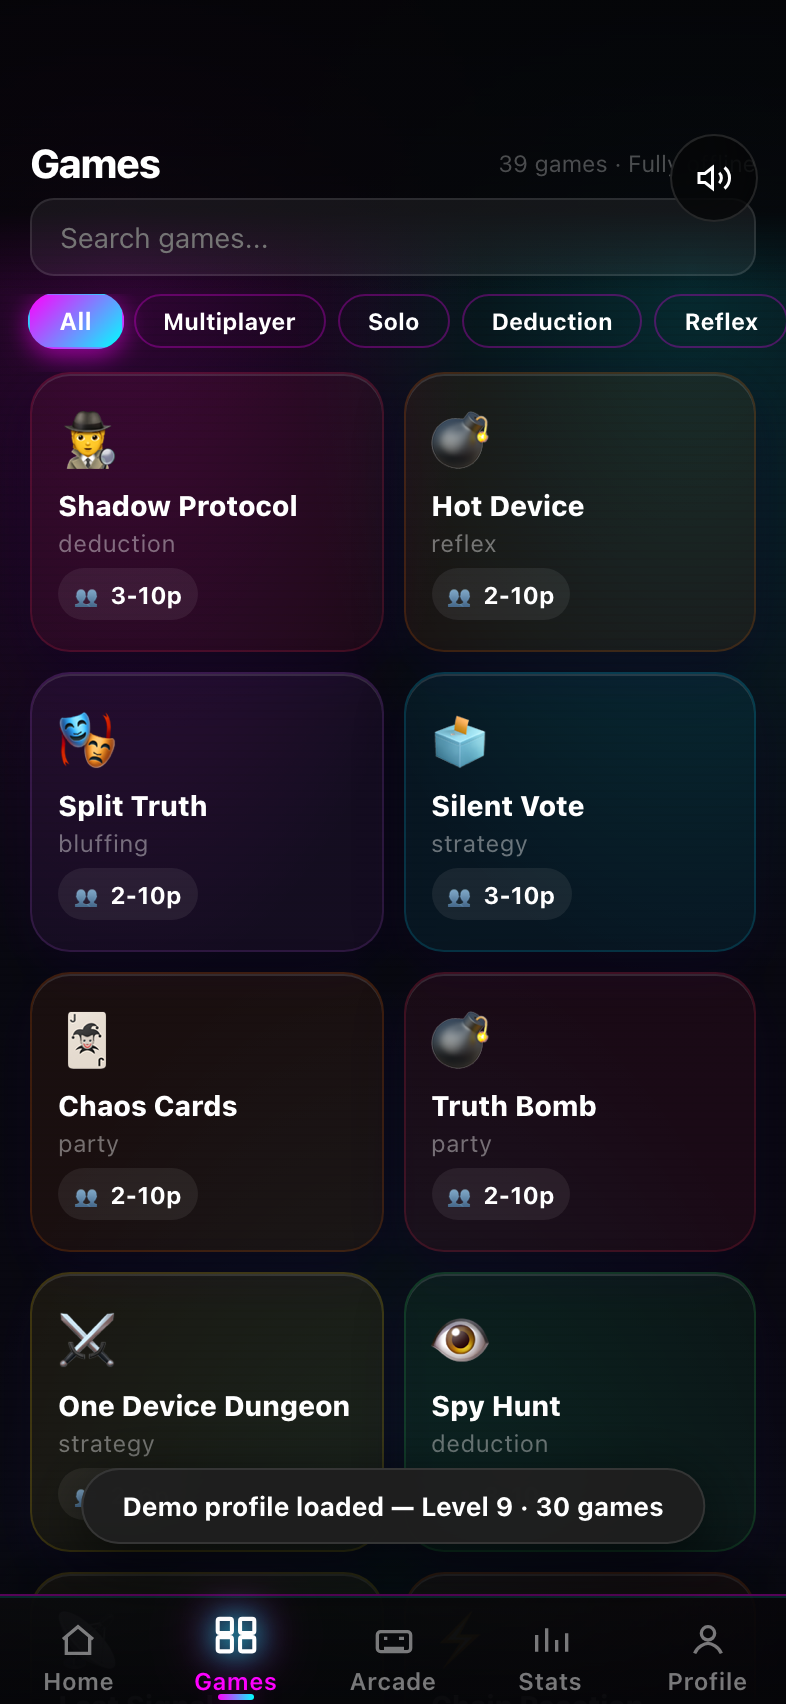 Games
39 games · Fully
Search games...
All Multiplayer Solo Deduction Reflex
Shadow Protocol
deduction
3-10p
Hot Device
reflex
2-10p
Split Truth
bluffing
2-10p
Silent Vote
strategy
3-10p
Chaos Cards
party
2-10p
Truth Bomb
party
2-10p
One Device Dungeon
strategy
Spy Hunt
deduction
Demo profile loaded — Level 9 · 30 games
Home Games Arcade Stats Profile